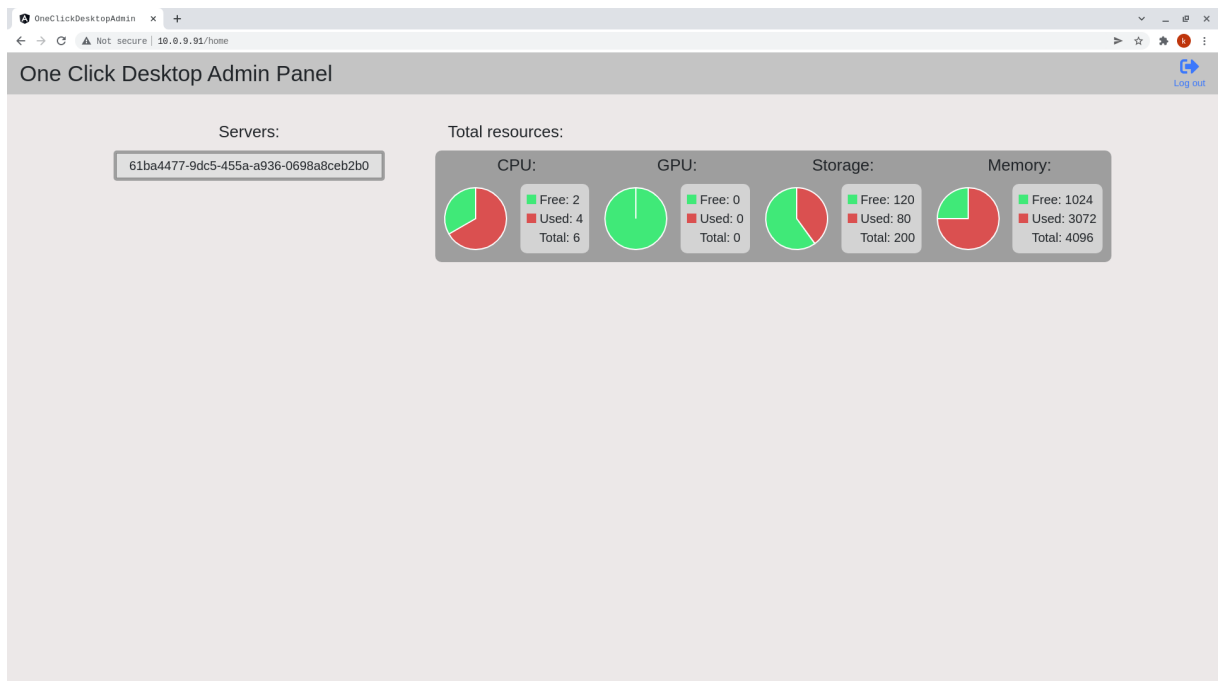 OneClickDesktopAdmin
Not secure | 10.0.9.91/home
k
One Click Desktop Admin Panel
Log out
Servers:
61ba4477-9dc5-455a-a936-0698a8ceb2b0
Total resources:
CPU:
Free: 2
Used: 4
Total: 6
GPU:
Free: 0
Used: 0
Total: 0
Storage:
Free: 120
Used: 80
Total: 200
Memory:
Free: 1024
Used: 3072
Total: 4096